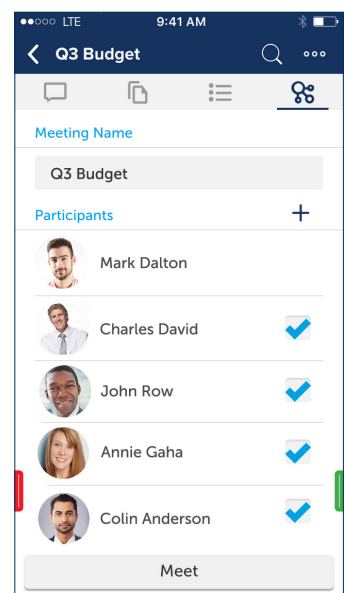 LTE 9:41 AM
Q3 Budget
Meeting Name
Q3 Budget
Participants
Mark Dalton
Charles David
John Row
Annie Gaha
Colin Anderson
Meet